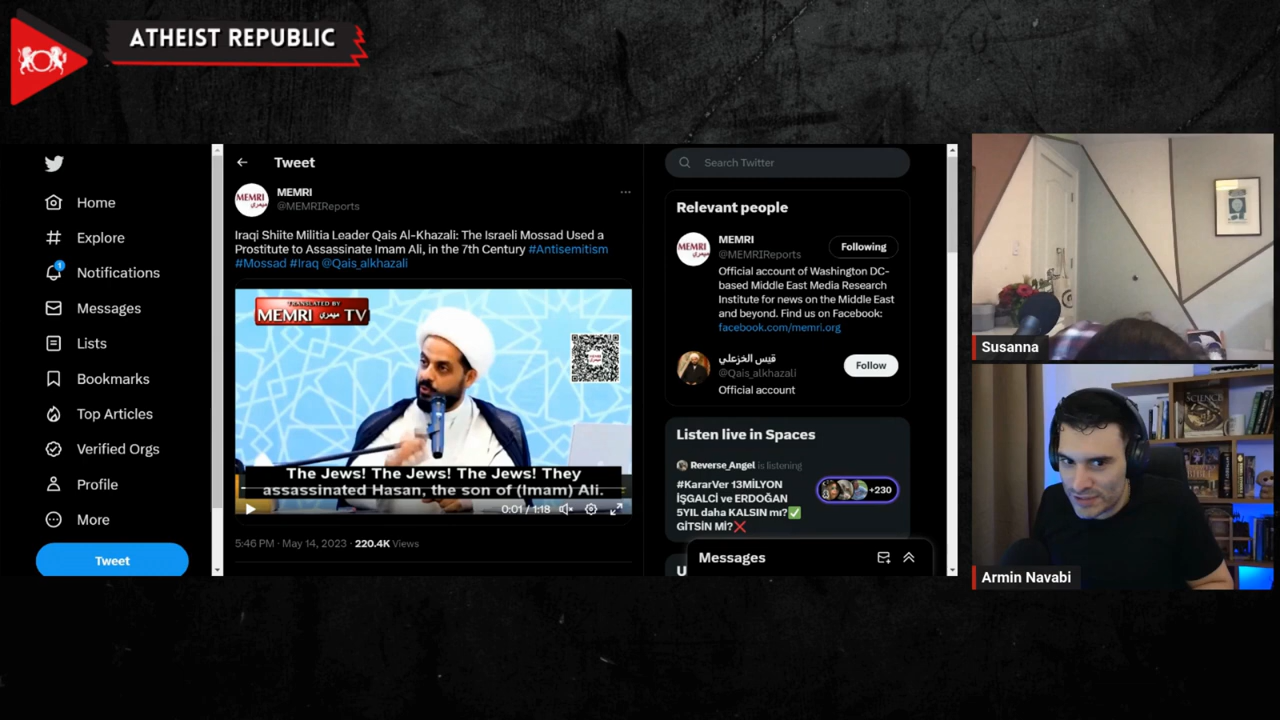 ATHEIST REPUBLIC
Home
Explore
1
Notifications
Messages
Lists
Bookmarks
Top Articles
Verified Orgs
Profile
More
Tweet
Tweet
MEMRI
@MEMRIReports
Iraqi Shiite Militia Leader Qais Al-Khazali: The Israeli Mossad Used a
Prostitute to Assassinate Imam Ali, in the 7th Century #Antisemitism
#Mossad #Iraq @Qais_alkhazali
TRANSLATED BY
MEMRI ميمري TV
The Jews! The Jews! The Jews! They
assassinated Hasan, the son of (Imam) Ali.
0:01 / 1:18
5:46 PM · May 14, 2023 · 220.4K Views
Search Twitter
Relevant people
MEMRI
@MEMRIReports
Following
Official account of Washington DC-
based Middle East Media Research
Institute for news on the Middle East
and beyond. Find us on Facebook:
facebook.com/memri.org
قيس الخزعلي
@Qais_alkhazali
Follow
Official account
Listen live in Spaces
Reverse_Angel is listening
#KararVer 13MİLYON
İŞGALCİ ve ERDOĞAN
5YIL daha KALSIN mı?✅
GİTSİN Mİ?❌
+230
Messages
Susanna
SCIENCE
Armin Navabi